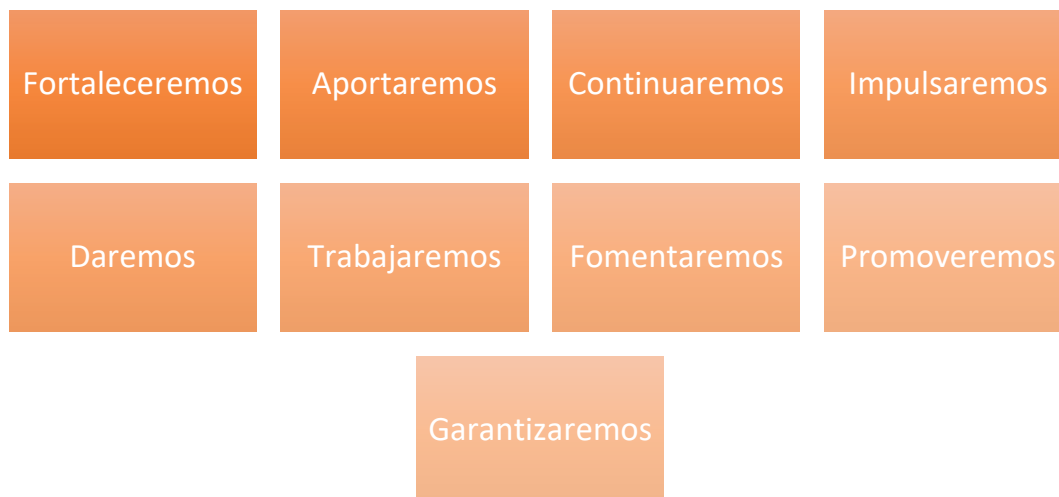 Fortaleceremos
Aportaremos
Continuaremos
Impulsaremos
Daremos
Trabajaremos
Fomentaremos
Promoveremos
Garantizaremos